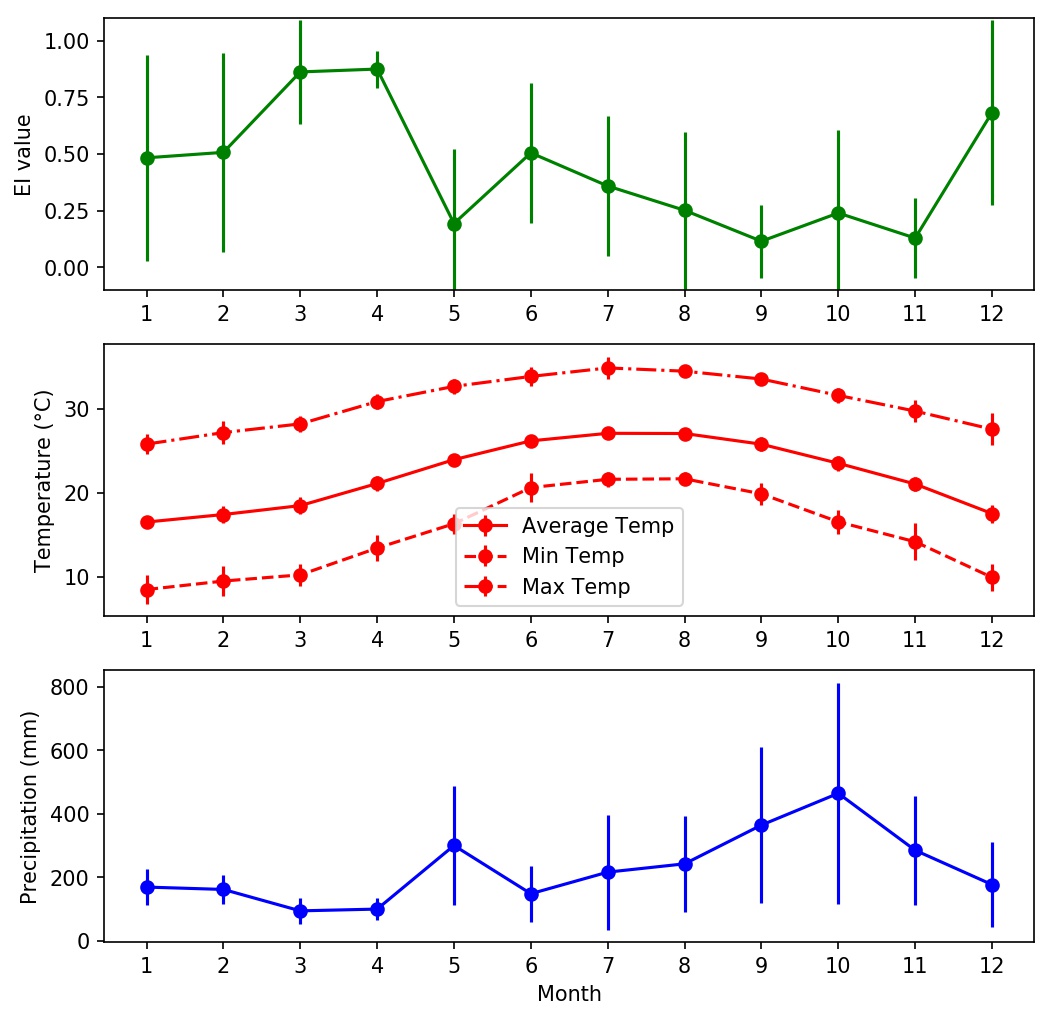 EI value
1.00
0.75
0.50
0.25
0.00
1 2 3 4 5 6 7 8 9 10 11 12
Temperature (°C)
30
20
10
Average Temp
Min Temp
Max Temp
1 2 3 4 5 6 7 8 9 10 11 12
Precipitation (mm)
800
600
400
200
0
1 2 3 4 5 6 7 8 9 10 11 12
Month